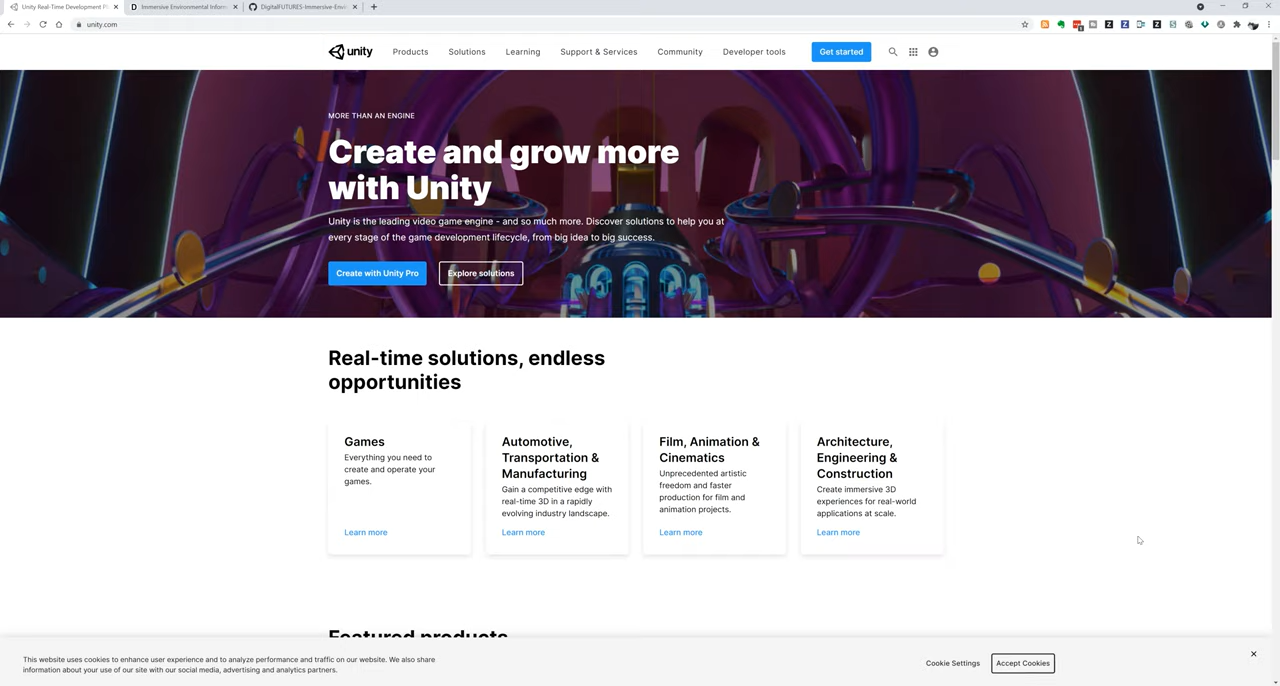 Unity Real-Time Development Pl
Immersive Environmental Inform
DigitalFUTURES-Immersive-Envi
unity.com
unity
Products
Solutions
Learning
Support & Services
Community
Developer tools
Get started
MORE THAN AN ENGINE
Create and grow more
with Unity
Unity is the leading video game engine - and so much more. Discover solutions to help you at
every stage of the game development lifecycle, from big idea to big success.
Create with Unity Pro
Explore solutions
Real-time solutions, endless
opportunities
Games
Everything you need to
create and operate your
games.
Learn more
Automotive,
Transportation &
Manufacturing
Gain a competitive edge with
real-time 3D in a rapidly
evolving industry landscape.
Learn more
Film, Animation &
Cinematics
Unprecedented artistic
freedom and faster
production for film and
animation projects.
Learn more
Architecture,
Engineering &
Construction
Create immersive 3D
experiences for real-world
applications at scale.
Learn more
Featured products
This website uses cookies to enhance user experience and to analyze performance and traffic on our website. We also share
information about your use of our site with our social media, advertising and analytics partners.
Cookie Settings
Accept Cookies